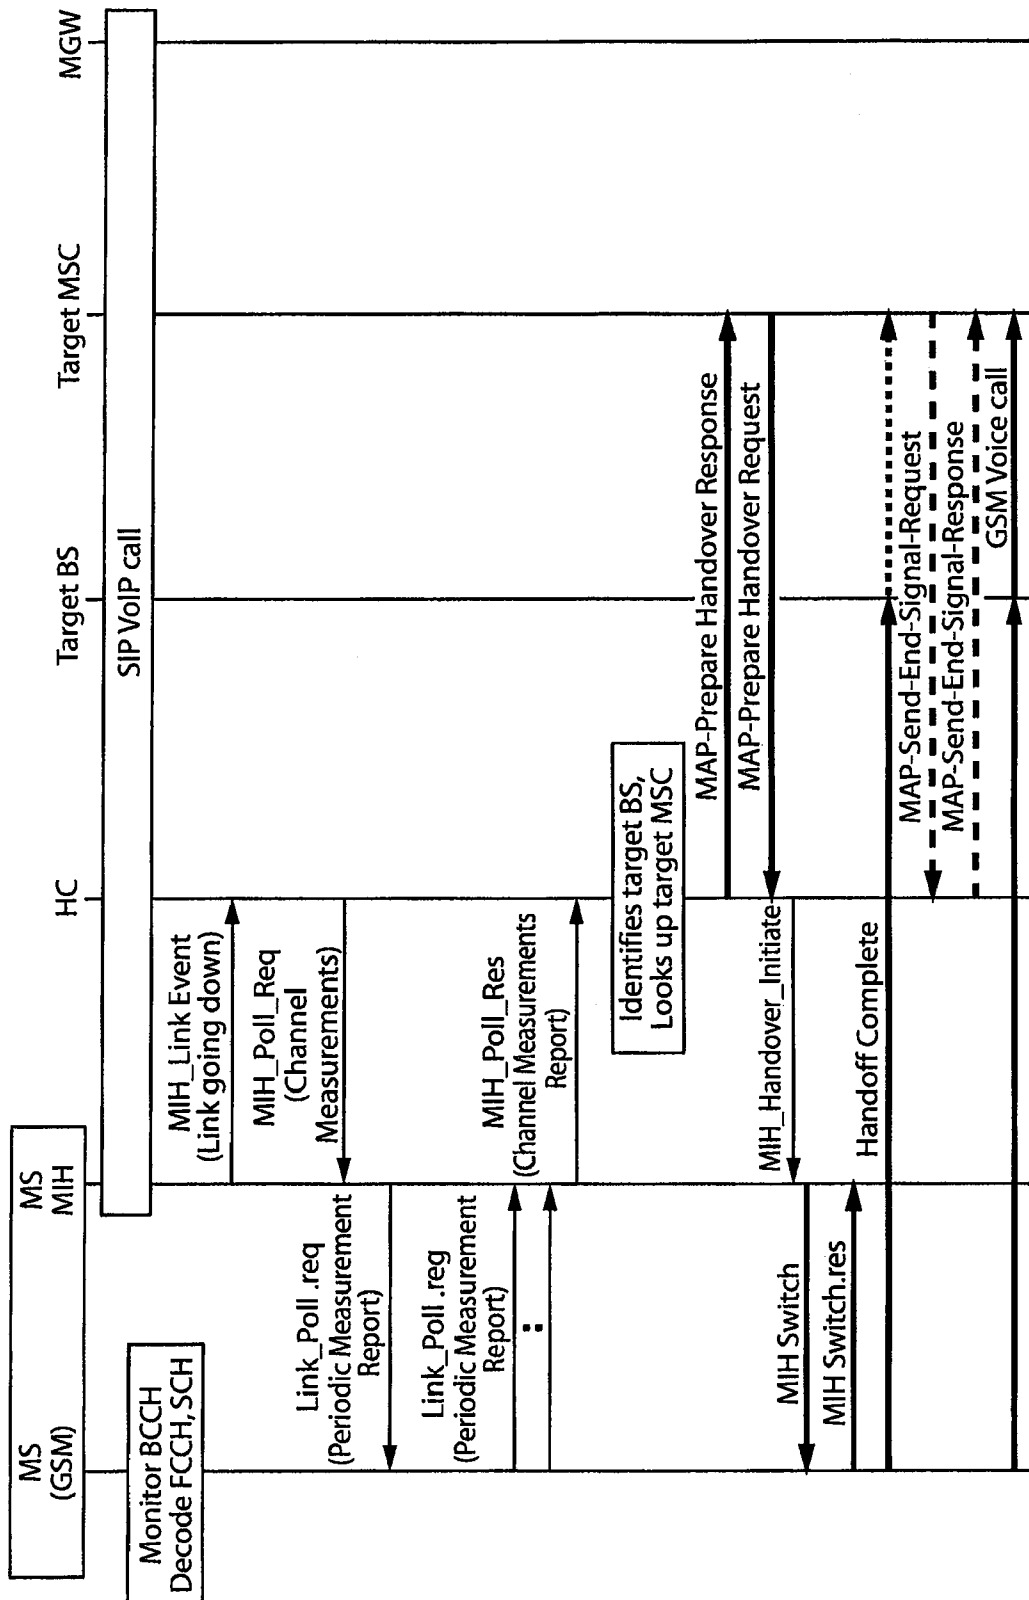 MS
(GSM)
MS
MIH
HC
Target BS
Target MSC
MGW
SIP VoIP call
Monitor BCCH
Decode FCCH, SCH
MIH_Link Event
(Link going down)
MIH_Poll_Req
(Channel
Measurements)
Link_Poll .req
(Periodic Measurement
Report)
Link_Poll .reg
(Periodic Measurement
Report)
MIH_Poll_Res
(Channel Measurements
Report)
Identifies target BS,
Looks up target MSC
MAP-Prepare Handover Response
MAP-Prepare Handover Request
MIH_Handover_Initiate
MIH Switch
MIH Switch.res
Handoff Complete
MAP-Send-End-Signal-Request
MAP-Send-End-Signal-Response
GSM Voice call